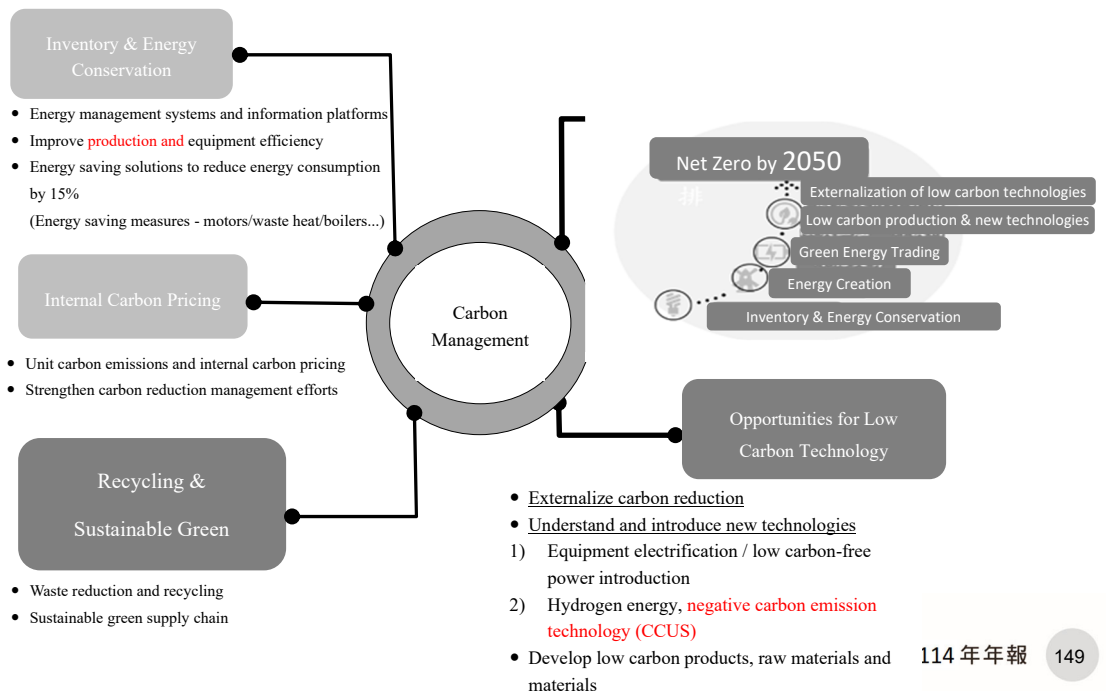 Inventory & Energy
Conservation
• Energy management systems and information platforms
• Improve production and equipment efficiency
• Energy saving solutions to reduce energy consumption
by 15%
(Energy saving measures - motors/waste heat/boilers...)
Internal Carbon Pricing
• Unit carbon emissions and internal carbon pricing
• Strengthen carbon reduction management efforts
Recycling &
Sustainable Green
• Waste reduction and recycling
• Sustainable green supply chain
Carbon
Management
Net Zero by 2050
排
Externalization of low carbon technologies
Low carbon production & new technologies
Green Energy Trading
Energy Creation
Inventory & Energy Conservation
Opportunities for Low
Carbon Technology
• Externalize carbon reduction
• Understand and introduce new technologies
1) Equipment electrification / low carbon-free
power introduction
2) Hydrogen energy, negative carbon emission
technology (CCUS)
• Develop low carbon products, raw materials and
materials
114 年年報 149